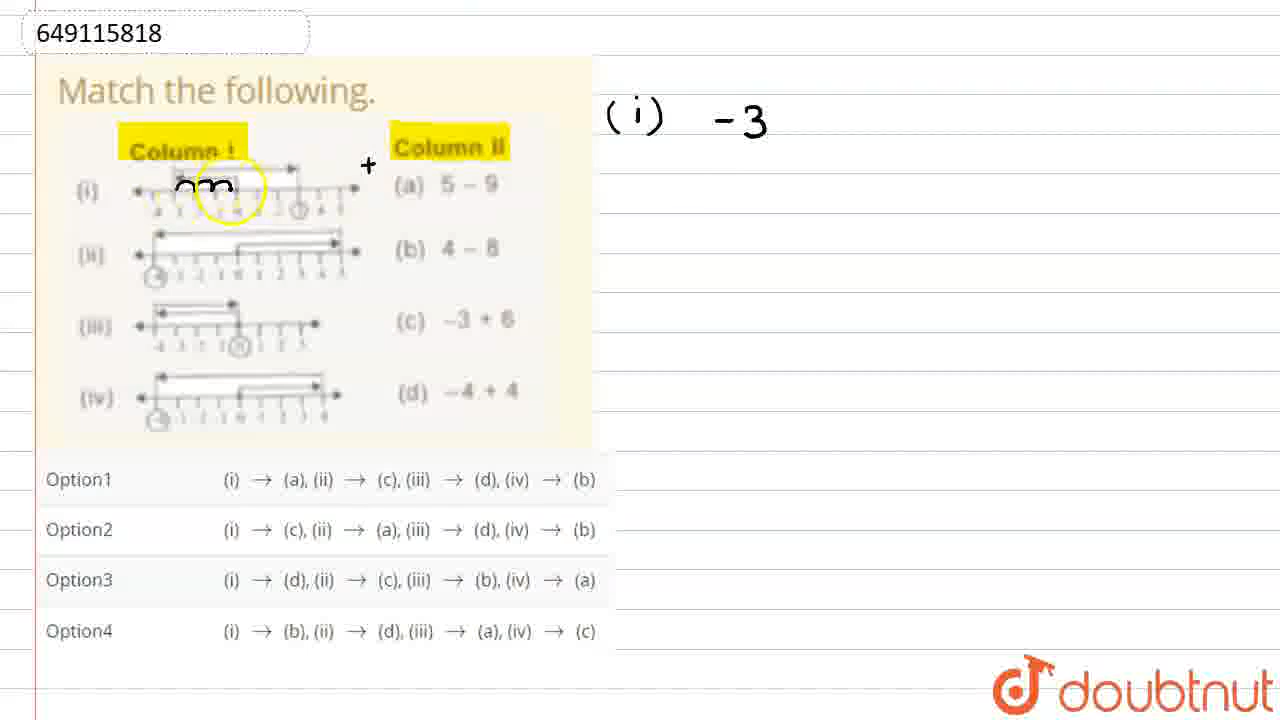 649115818
Match the following.
(i) -3
Column I Column II
+
(i) (a) 5 - 9
(ii) (b) 4 - 8
(iii) (c) -3 + 6
(iv) (d) -4 + 4
Option1 (i) → (a), (ii) → (c), (iii) → (d), (iv) → (b)
Option2 (i) → (c), (ii) → (a), (iii) → (d), (iv) → (b)
Option3 (i) → (d), (ii) → (c), (iii) → (b), (iv) → (a)
Option4 (i) → (b), (ii) → (d), (iii) → (a), (iv) → (c)
doubtnut